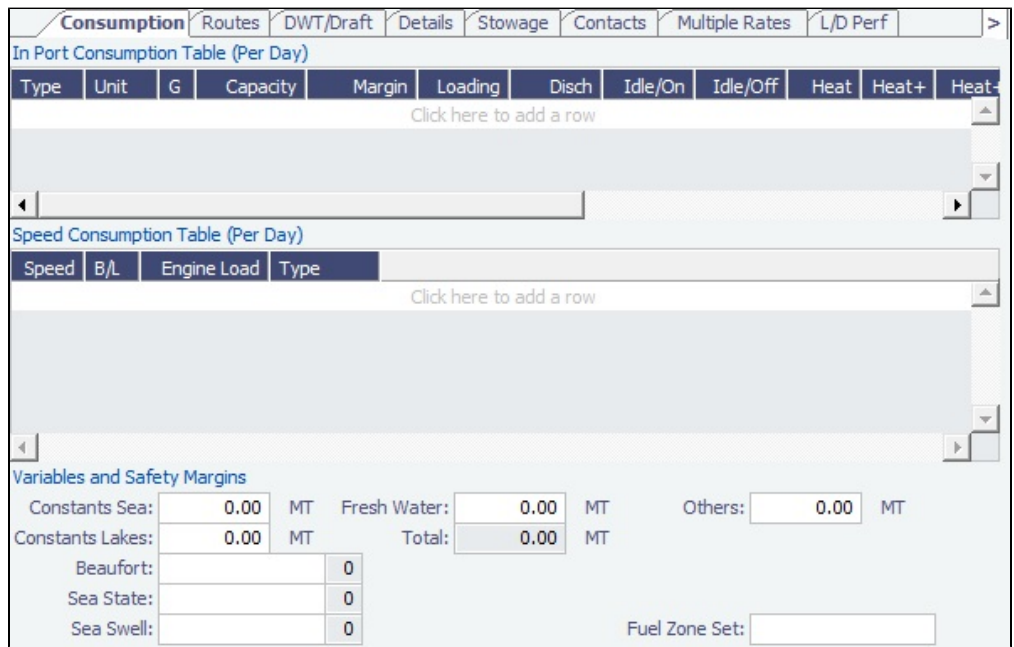 Consumption Routes DWT/Draft Details Stowage Contacts Multiple Rates L/D Perf >
In Port Consumption Table (Per Day)
Type Unit G Capacity Margin Loading Disch Idle/On Idle/Off Heat Heat+ Heat+
Click here to add a row
Speed Consumption Table (Per Day)
Speed B/L Engine Load Type
Click here to add a row
Variables and Safety Margins
Constants Sea: 0.00 MT Fresh Water: 0.00 MT Others: 0.00 MT
Constants Lakes: 0.00 MT Total: 0.00 MT
Beaufort: 0
Sea State: 0
Sea Swell: 0 Fuel Zone Set: